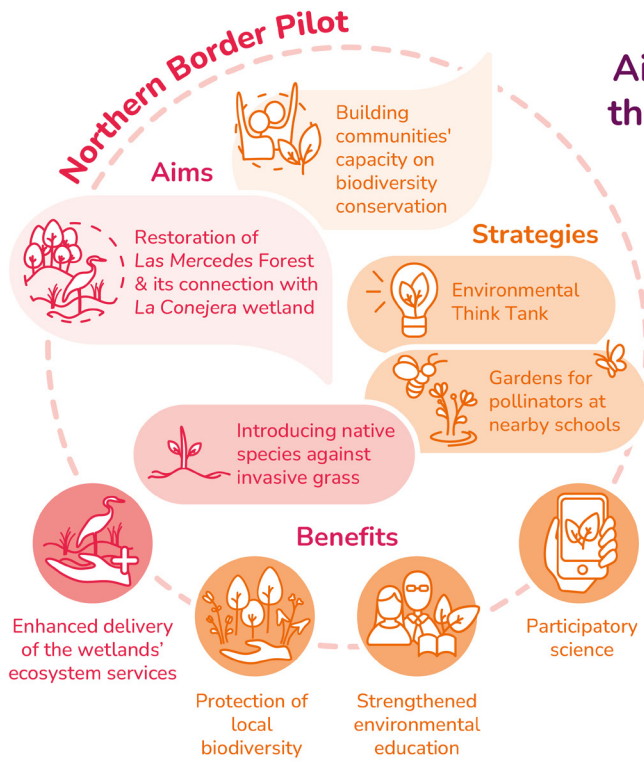 Northern Border Pilot
Ai
th
Aims
Building
communities'
capacity on
biodiversity
conservation
Restoration of
Las Mercedes Forest
& its connection with
La Conejera wetland
Strategies
Environmental
Think Tank
Gardens for
pollinators at
nearby schools
Introducing native
species against
invasive grass
Benefits
Enhanced delivery
of the wetlands'
ecosystem services
Protection of
local
biodiversity
Strengthened
environmental
education
Participatory
science